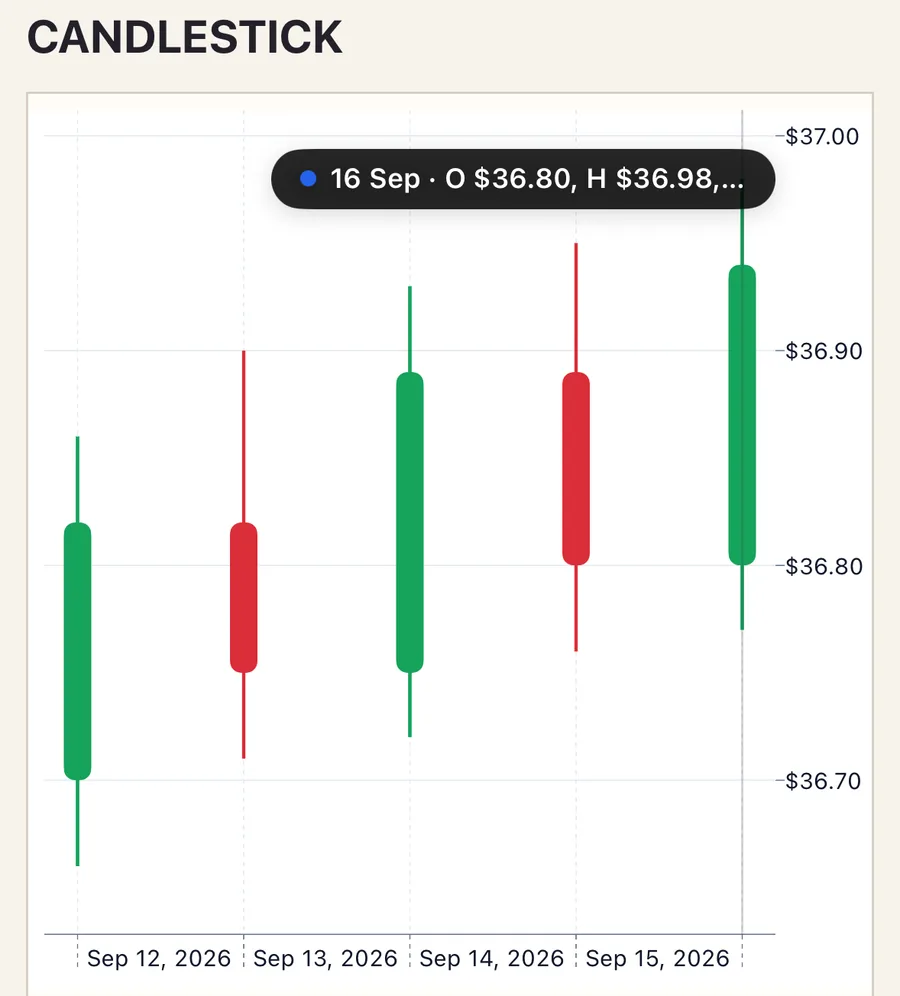 CANDLESTICK
$37.00
16 Sep · O $36.80, H $36.98,...
$36.90
$36.80
$36.70
Sep 12, 2026 Sep 13, 2026 Sep 14, 2026 Sep 15, 2026